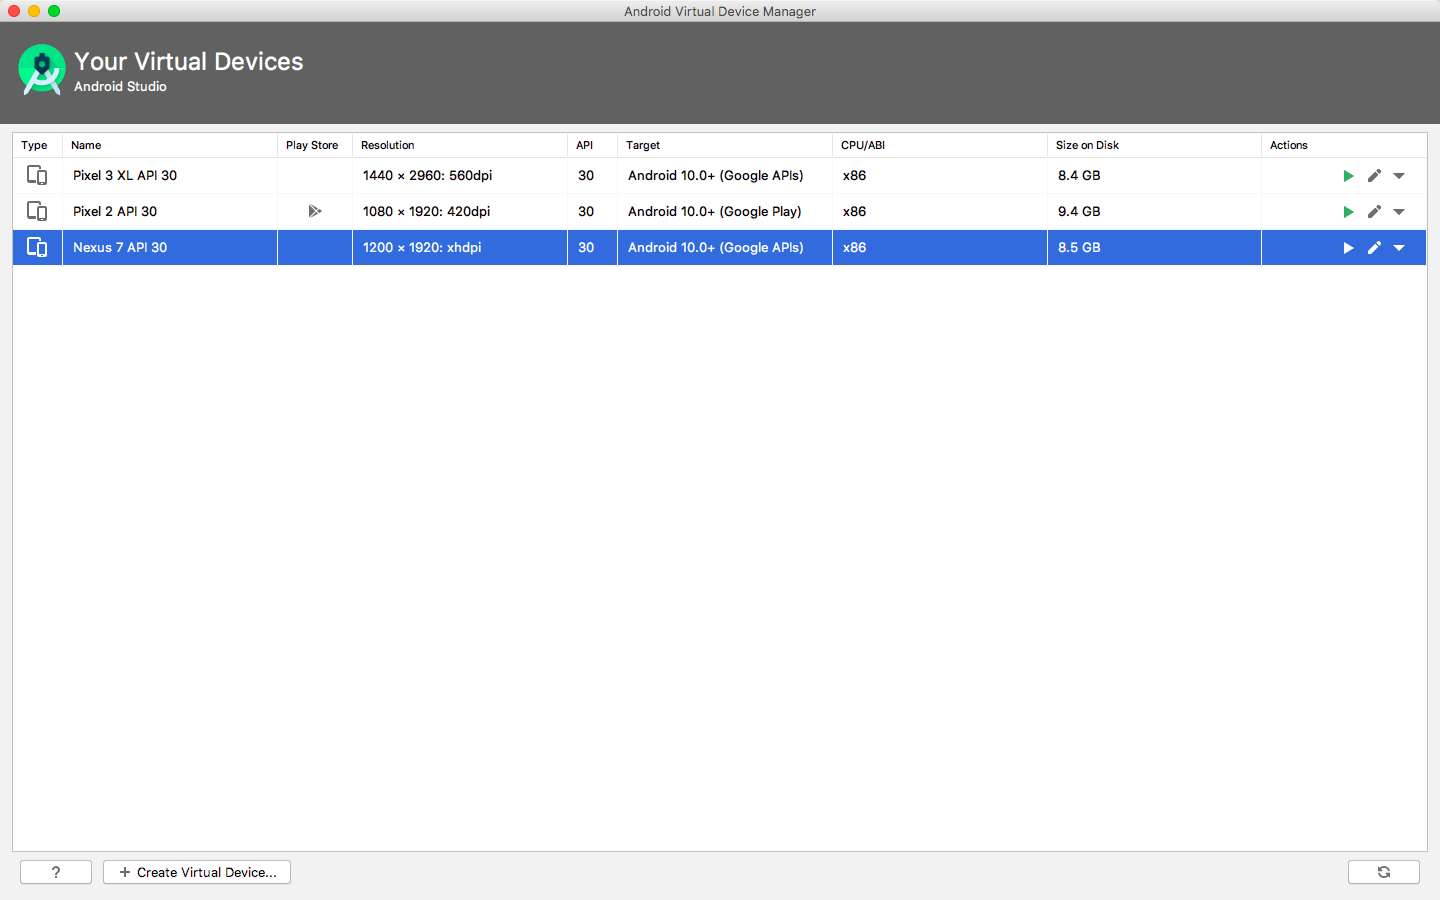 Android Virtual Device Manager
Your Virtual Devices
Android Studio
Type Name Play Store Resolution API Target CPU/ABI Size on Disk Actions
Pixel 3 XL API 30 1440 × 2960: 560dpi 30 Android 10.0+ (Google APIs) x86 8.4 GB
Pixel 2 API 30 1080 × 1920: 420dpi 30 Android 10.0+ (Google Play) x86 9.4 GB
Nexus 7 API 30 1200 × 1920: xhdpi 30 Android 10.0+ (Google APIs) x86 8.5 GB
? + Create Virtual Device...